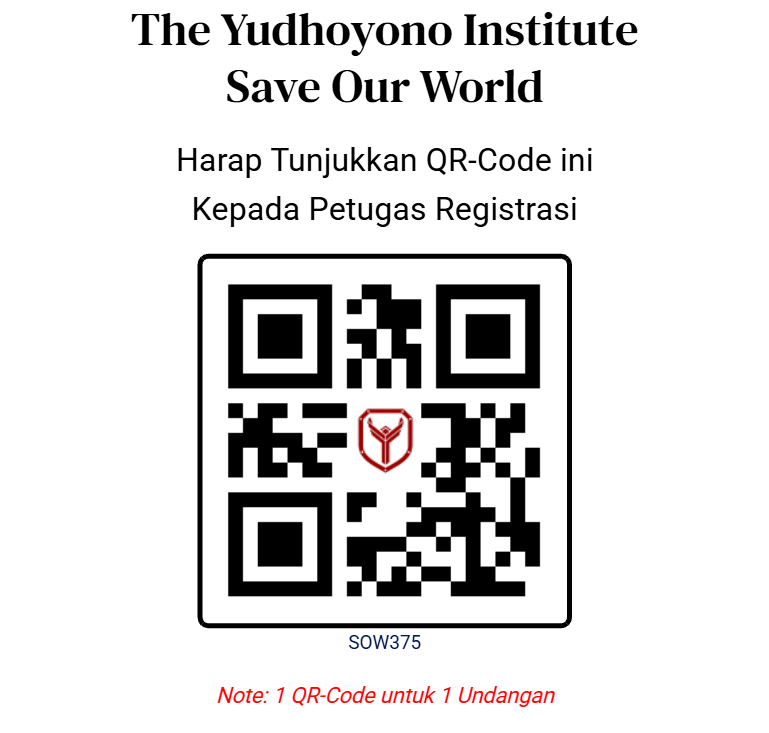 The Yudhoyono Institute
Save Our World
Harap Tunjukkan QR-Code ini
Kepada Petugas Registrasi
SOW375
Note: 1 QR-Code untuk 1 Undangan